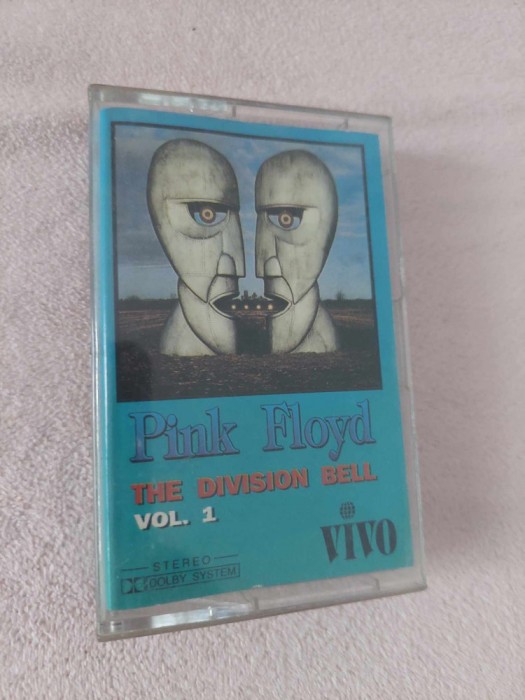 Pink Floyd
THE DIVISION BELL
VOL. 1
VIVO
STEREO
DOLBY SYSTEM